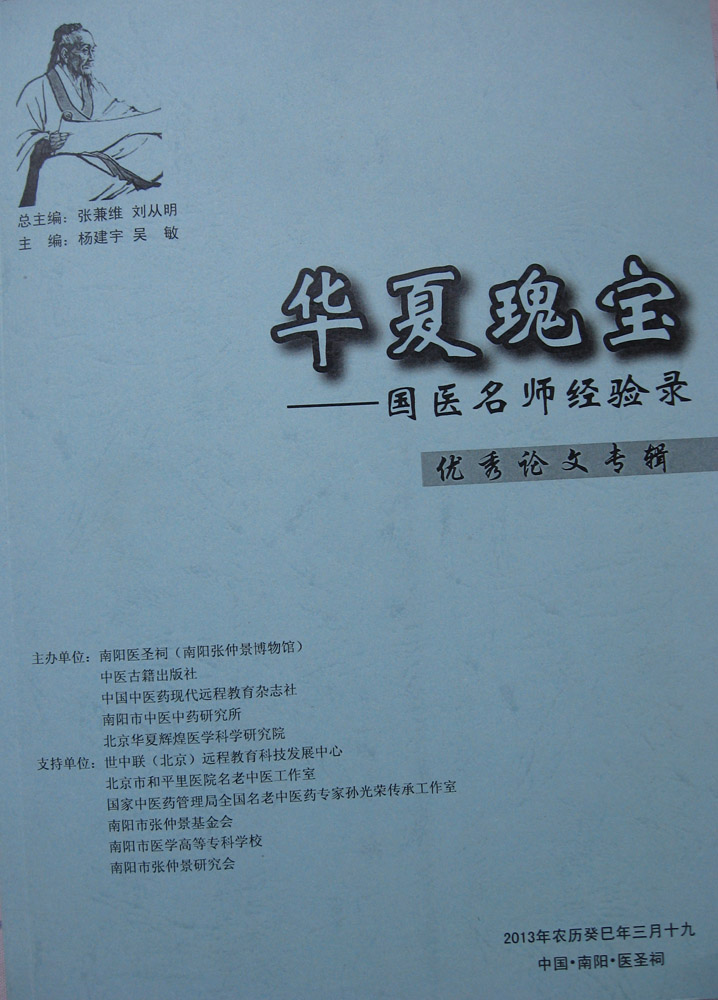 总主编：张兼维 刘从明
主 编：杨建宇 吴 敏
华夏瑰宝
——国医名师经验录
优秀论文专辑
主办单位：南阳医圣祠（南阳张仲景博物馆）
中医古籍出版社
中国中医药现代远程教育杂志社
南阳市中医中药研究所
北京华夏辉煌医学科学研究院
支持单位：世中联（北京）远程教育科技发展中心
北京市和平里医院名老中医工作室
国家中医药管理局全国名老中医药专家孙光荣传承工作室
南阳市张仲景基金会
南阳市医学高等专科学校
南阳市张仲景研究会
2013年农历癸巳年三月十九
中国·南阳·医圣祠